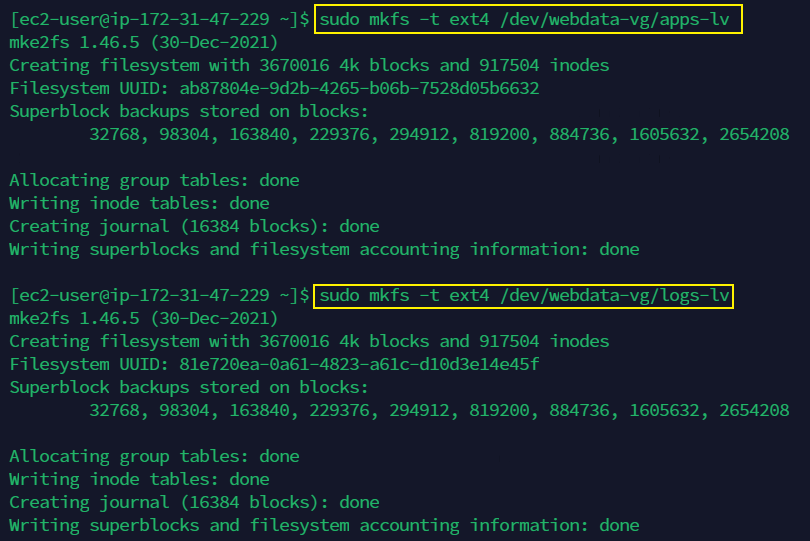 [ec2-user@ip-172-31-47-229 ~]$ sudo mkfs -t ext4 /dev/webdata-vg/apps-lv
mke2fs 1.46.5 (30-Dec-2021)
Creating filesystem with 3670016 4k blocks and 917504 inodes
Filesystem UUID: ab87804e-9d2b-4265-b06b-7528d05b6632
Superblock backups stored on blocks:
32768, 98304, 163840, 229376, 294912, 819200, 884736, 1605632, 2654208
Allocating group tables: done
Writing inode tables: done
Creating journal (16384 blocks): done
Writing superblocks and filesystem accounting information: done
[ec2-user@ip-172-31-47-229 ~]$ sudo mkfs -t ext4 /dev/webdata-vg/logs-lv
mke2fs 1.46.5 (30-Dec-2021)
Creating filesystem with 3670016 4k blocks and 917504 inodes
Filesystem UUID: 81e720ea-0a61-4823-a61c-d10d3e14e45f
Superblock backups stored on blocks:
32768, 98304, 163840, 229376, 294912, 819200, 884736, 1605632, 2654208
Allocating group tables: done
Writing inode tables: done
Creating journal (16384 blocks): done
Writing superblocks and filesystem accounting information: done